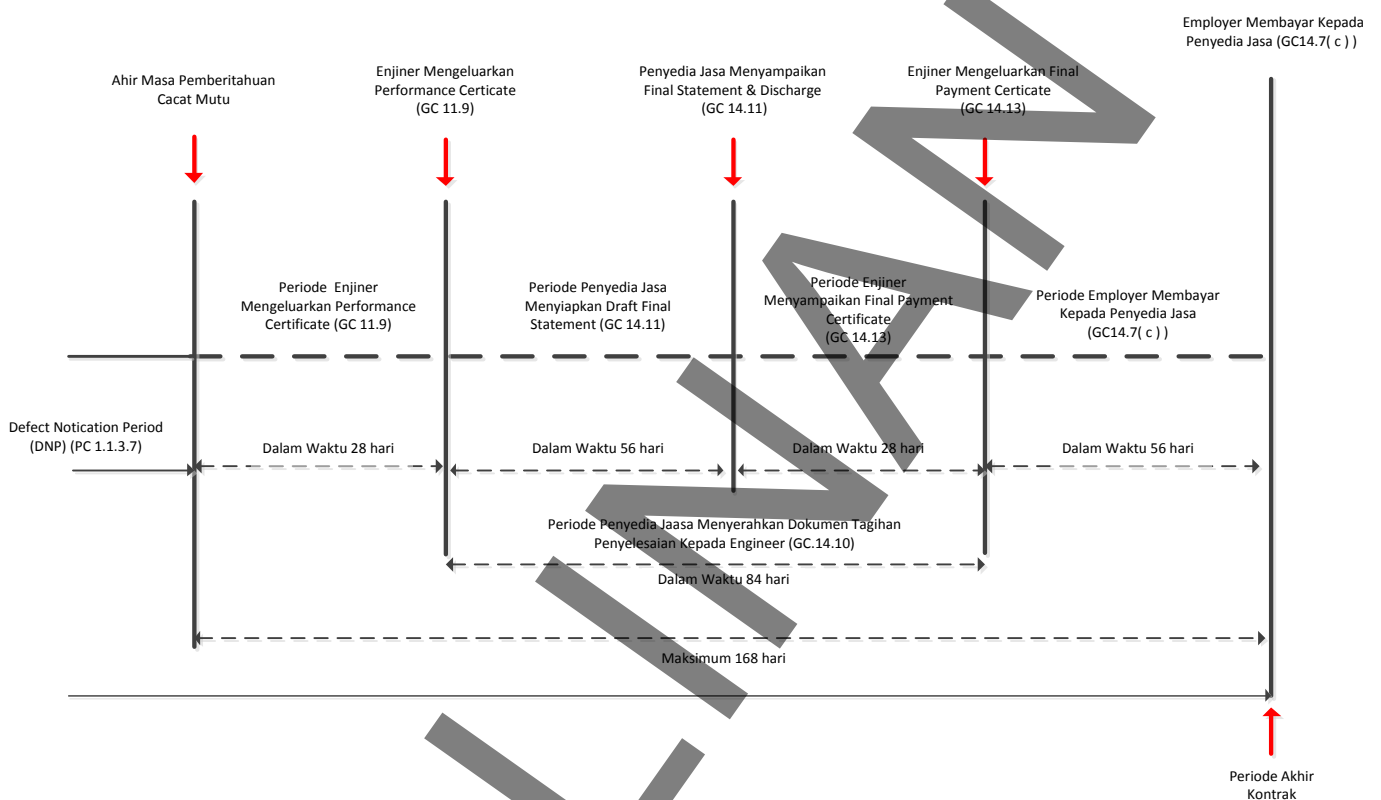 Employer Membayar Kepada
Penyedia Jasa (GC14.7( c ) )
Ahir Masa Pemberitahuan
Cacat Mutu
Enjiner Mengeluarkan
Performance Certicate
(GC 11.9)
Penyedia Jasa Menyampaikan
Final Statement & Discharge
(GC 14.11)
Enjiner Mengeluarkan Final
Payment Certicate
(GC 14.13)
Periode  Enjiner
Mengeluarkan Performance
Certificate (GC 11.9)
Periode Penyedia Jasa
Menyiapkan Draft Final
Statement (GC 14.11)
Periode Enjiner
Menyampaikan Final Payment
Certificate
(GC 14.13)
Periode Employer Membayar
Kepada Penyedia Jasa
(GC14.7( c ) )
Defect Notication Period
(DNP) (PC 1.1.3.7)
Dalam Waktu 28 hari
Dalam Waktu 56 hari
Dalam Waktu 28 hari
Dalam Waktu 56 hari
Periode Penyedia Jaasa Menyerahkan Dokumen Tagihan
Penyelesaian Kepada Engineer (GC.14.10)
Dalam Waktu 84 hari
Maksimum 168 hari
Periode Akhir
Kontrak